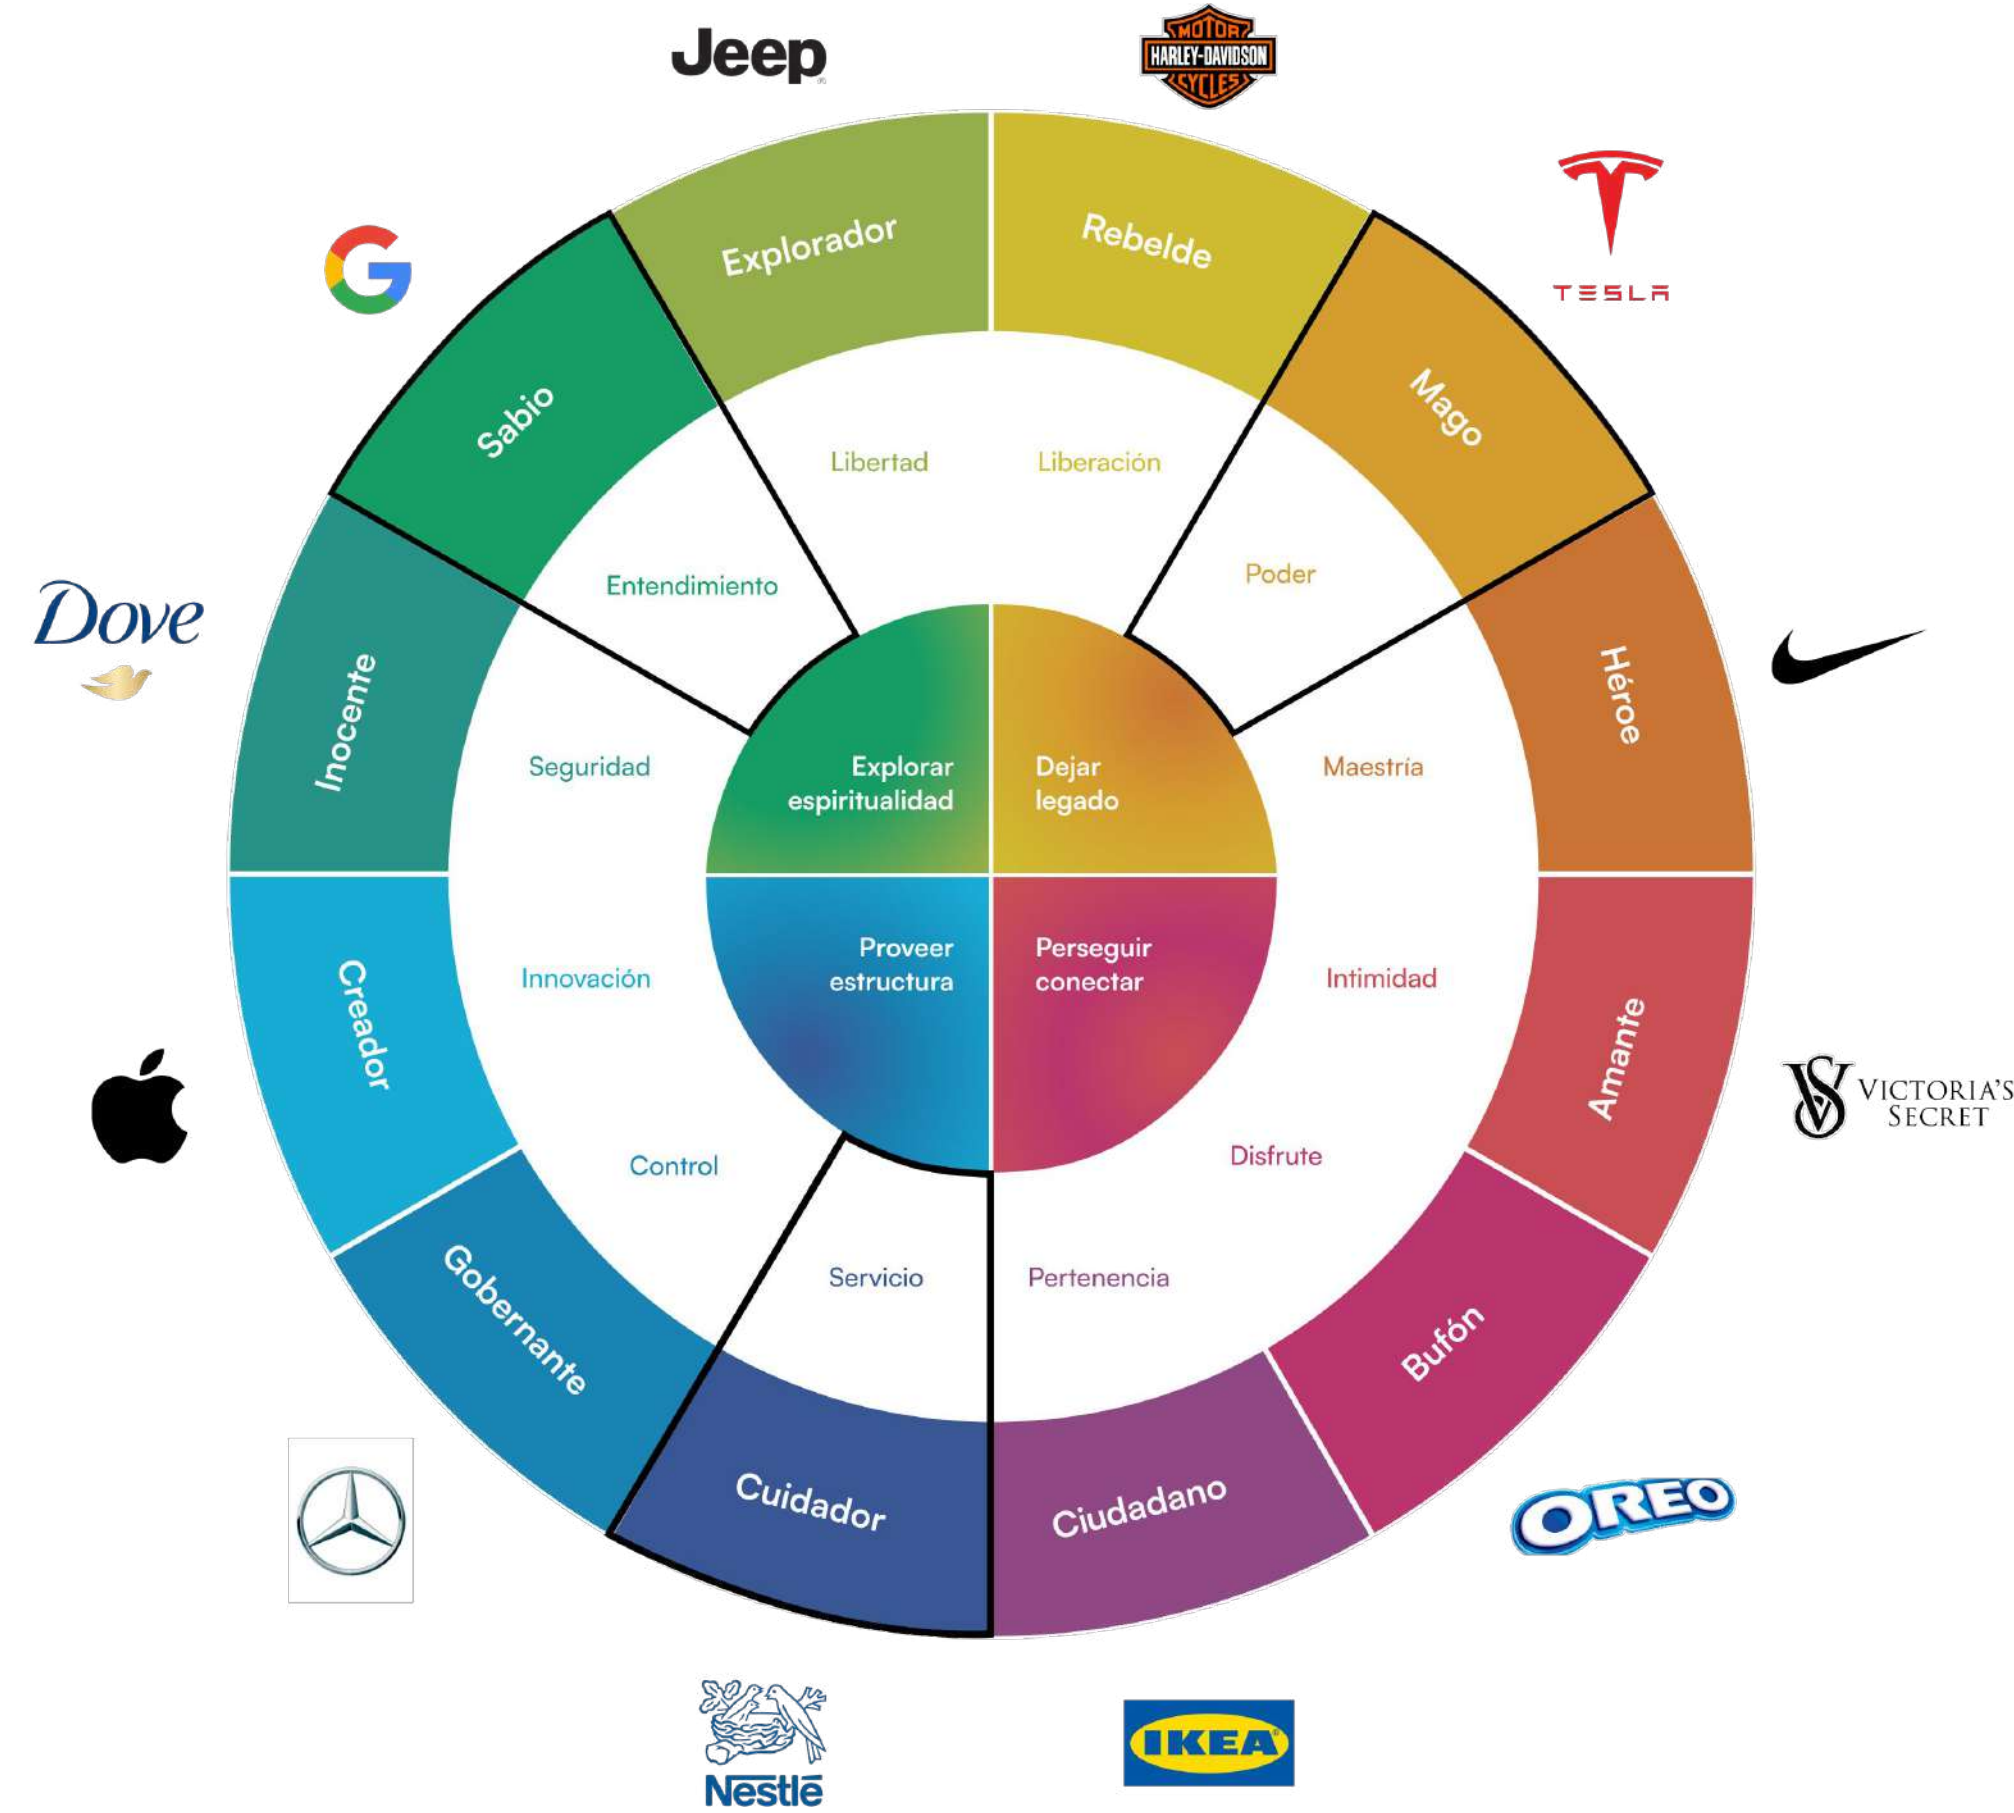 Jeep
MOTOR
HARLEY-DAVIDSON
CYCLES
TESLA
G
Explorador
Rebelde
Mago
Sabio
Libertad
Liberación
Poder
Entendimiento
Dove
Héroe
Inocente
Seguridad
Maestría
Explorar
espiritualidad
Dejar
legado
Proveer
estructura
Perseguir
conectar
Innovación
Intimidad
Creador
Amante
VS
VICTORIA'S
SECRET
Control
Disfrute
Gobernante
Servicio
Pertenencia
Bufón
Cuidador
Ciudadano
OREO
Nestlé
IKEA®